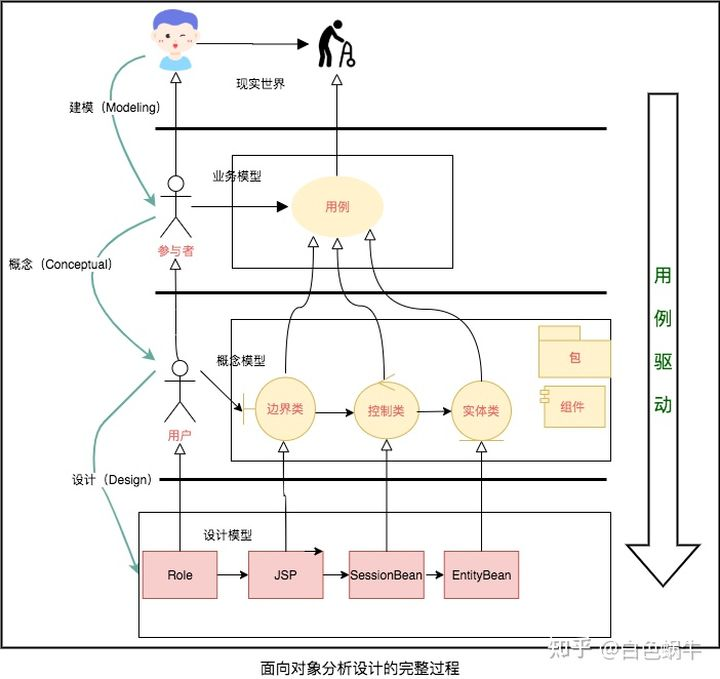 现实世界
建模（Modeling）
业务模型
用例
参与者
概念（Conceptual）
用例驱动
概念模型
包
边界类
控制类
实体类
组件
用户
设计（Design）
设计模型
Role
JSP
SessionBean
EntityBean
知乎 @白色蜗牛
面向对象分析设计的完整过程